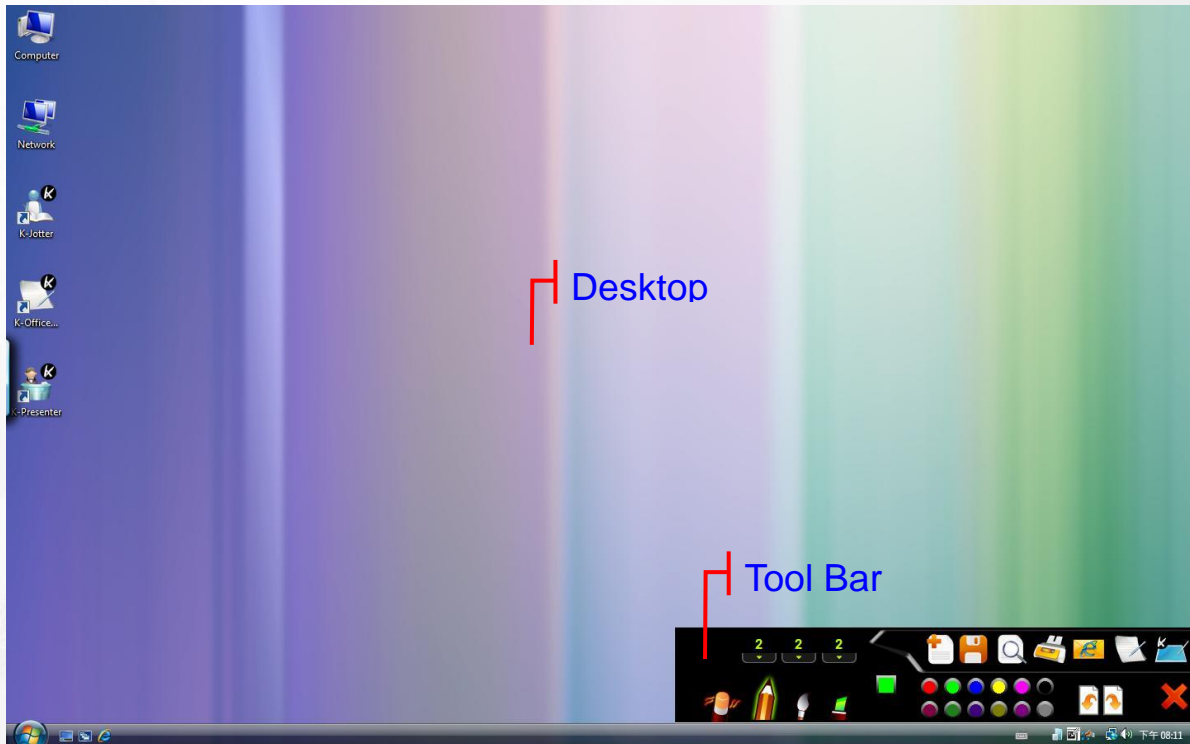 Computer
Network
K-Jotter
K-Office...
K-Presenter
Desktop
Tool Bar
2 2 2
下午 08:11